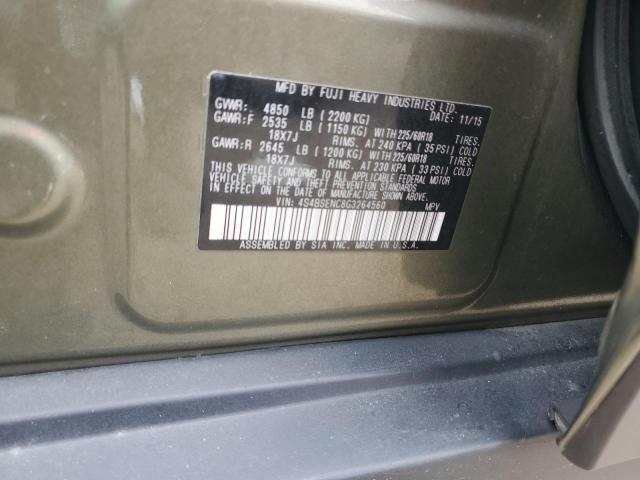 MFD BY FUJI HEAVY INDUSTRIES LTD.
GVWR: 4850 LB ( 2200 KG) DATE: 11/15
GAWR:F 2535 LB ( 1150 KG) WITH 225/60R18 TIRES.
18X7J RIMS. AT 240 KPA ( 35 PSI) COLD
GAWR:R 2645 LB ( 1200 KG) WITH 225/60R18 TIRES.
18X7J RIMS. AT 230 KPA ( 33 PSI) COLD
THIS VEHICLE CONFORMS TO ALL APPLICABLE FEDERAL MOTOR
VEHICLE SAFETY AND THEFT PREVENTION STANDARDS
IN EFFECT ON THE DATE OF MANUFACTURE SHOWN ABOVE.
VIN: 4S4BSENC8G3264560 MPV
ASSEMBLED BY SIA INC. MADE IN U.S.A.